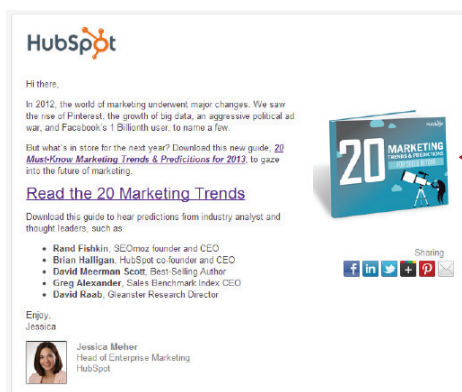 HubSpot
Hi there,
In 2012, the world of marketing underwent major changes. We saw
the rise of Pinterest, the growth of big data, an aggressive political ad
war, and Facebook's 1 Billionth user, to name a few.
But what's in store for the next year? Download this new guide, 20
Must-Know Marketing Trends & Predicitions for 2013, to gaze
into the future of marketing.
Read the 20 Marketing Trends
Download this guide to hear predictions from industry analyst and
thought leaders, such as:
• Rand Fishkin, SEOmoz founder and CEO
• Brian Halligan, HubSpot co-founder and CEO
• David Meerman Scott, Best-Selling Author
• Greg Alexander, Sales Benchmark Index CEO
• David Raab, Gleanster Research Director
Enjoy,
Jessica
Jessica Meher
Head of Enterprise Marketing
HubSpot
20 MARKETING
TRENDS & PREDICTIONS
Sharing